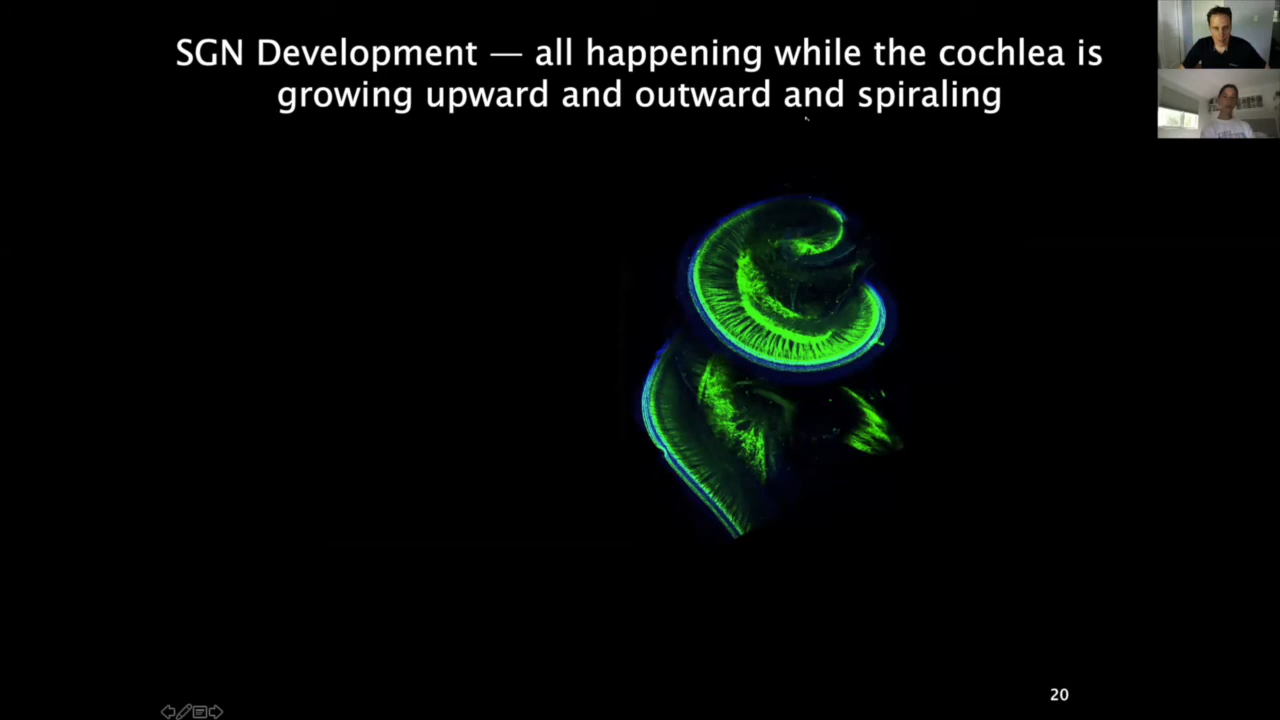 SGN Development — all happening while the cochlea is
growing upward and outward and spiraling
20